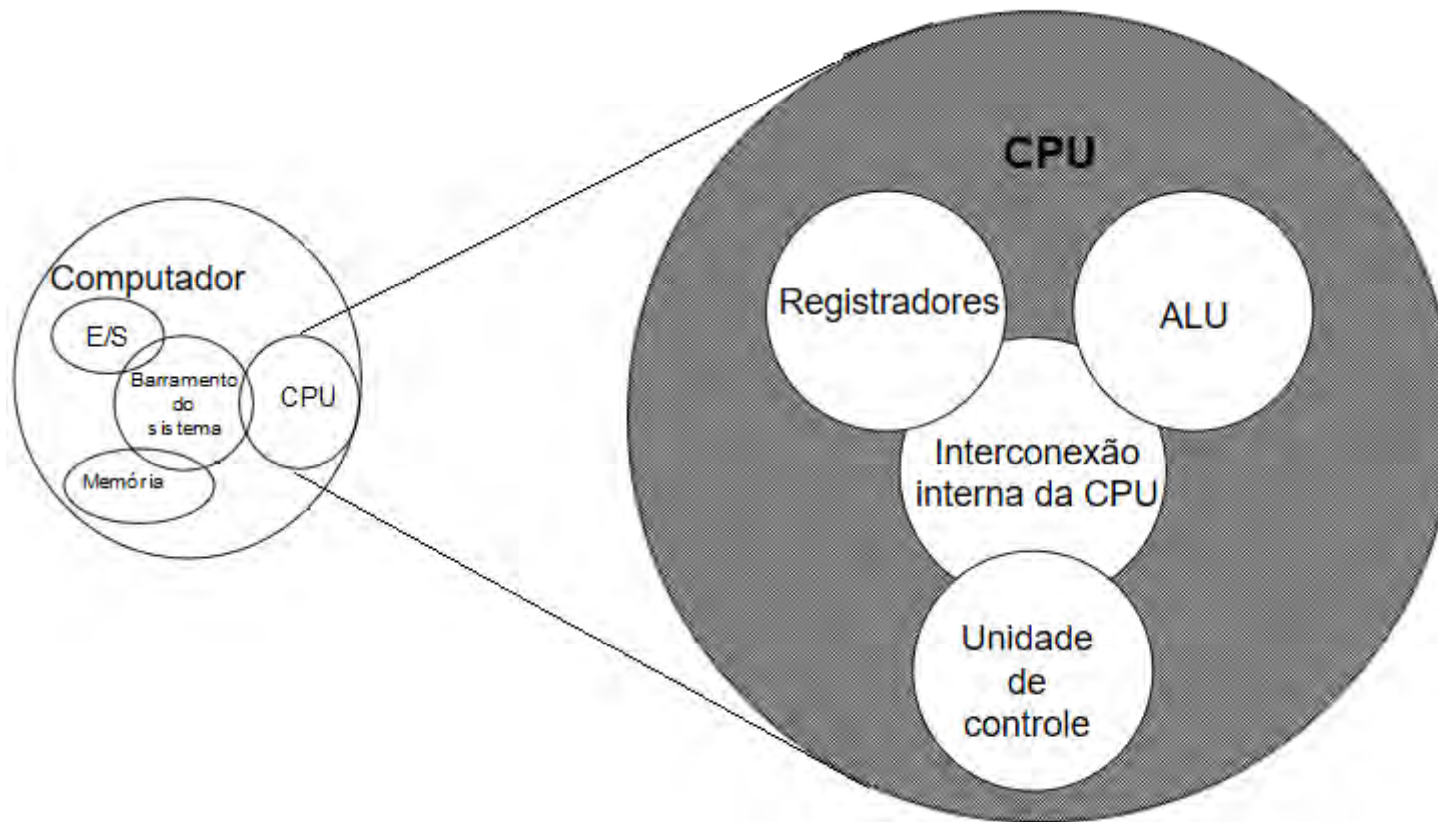 Computador
E/S
Barramento
do
sistema
CPU
Memória
CPU
Registradores
ALU
Interconexão
interna da CPU
Unidade
de
controle